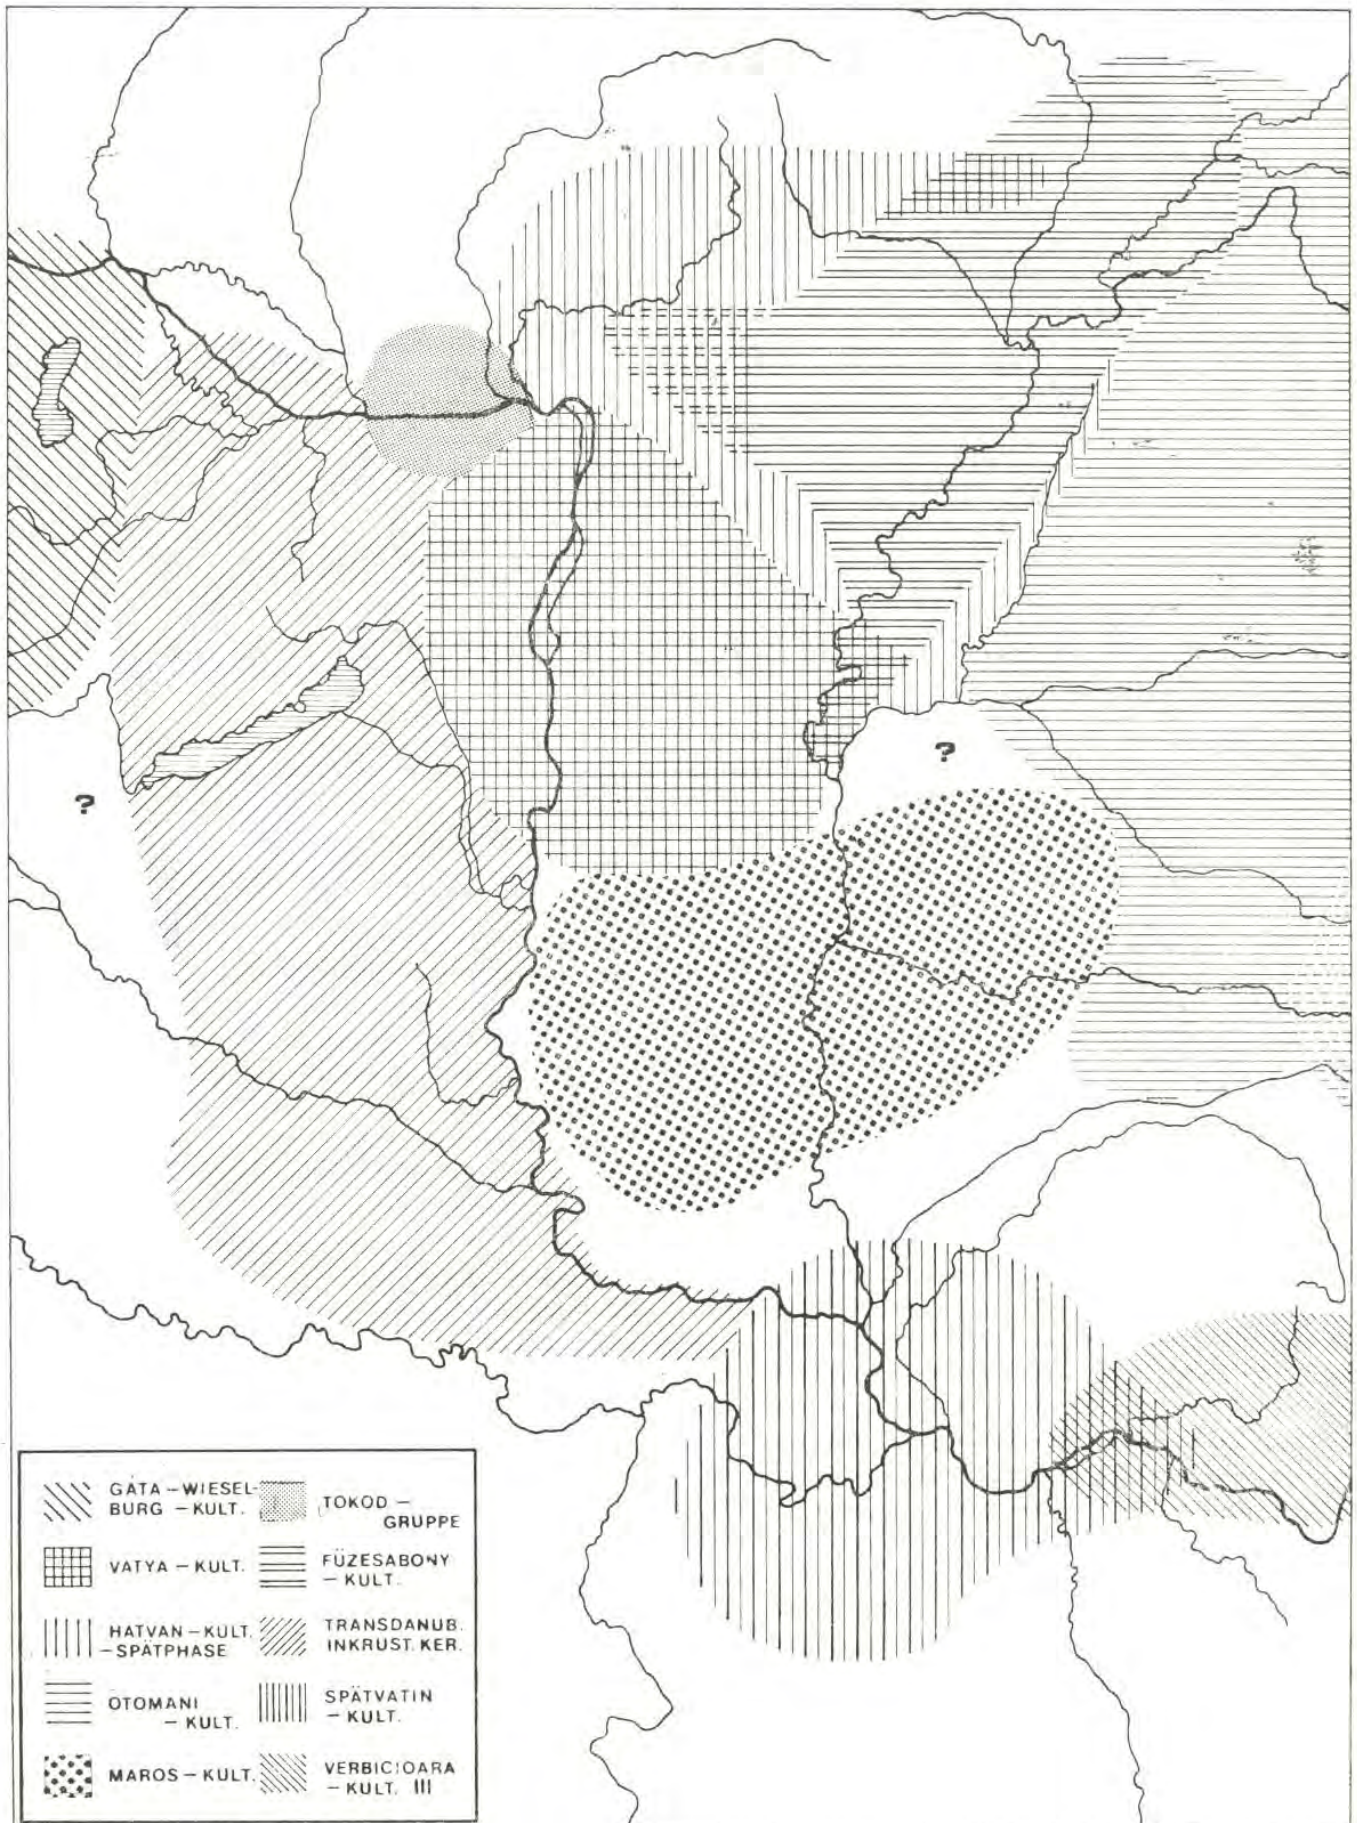 ?
?
GÁTA – WIESEL-
BURG – KULT.
TOKOD –
GRUPPE
VATYA – KULT.
FÜZESABONY
– KULT.
HATVAN – KULT.
– SPÄTPHASE
TRANSDANUB.
INKRUST. KER.
OTOMANI
– KULT.
SPÄTVATIN
– KULT.
MAROS – KULT.
VERBICIOARA
– KULT. III